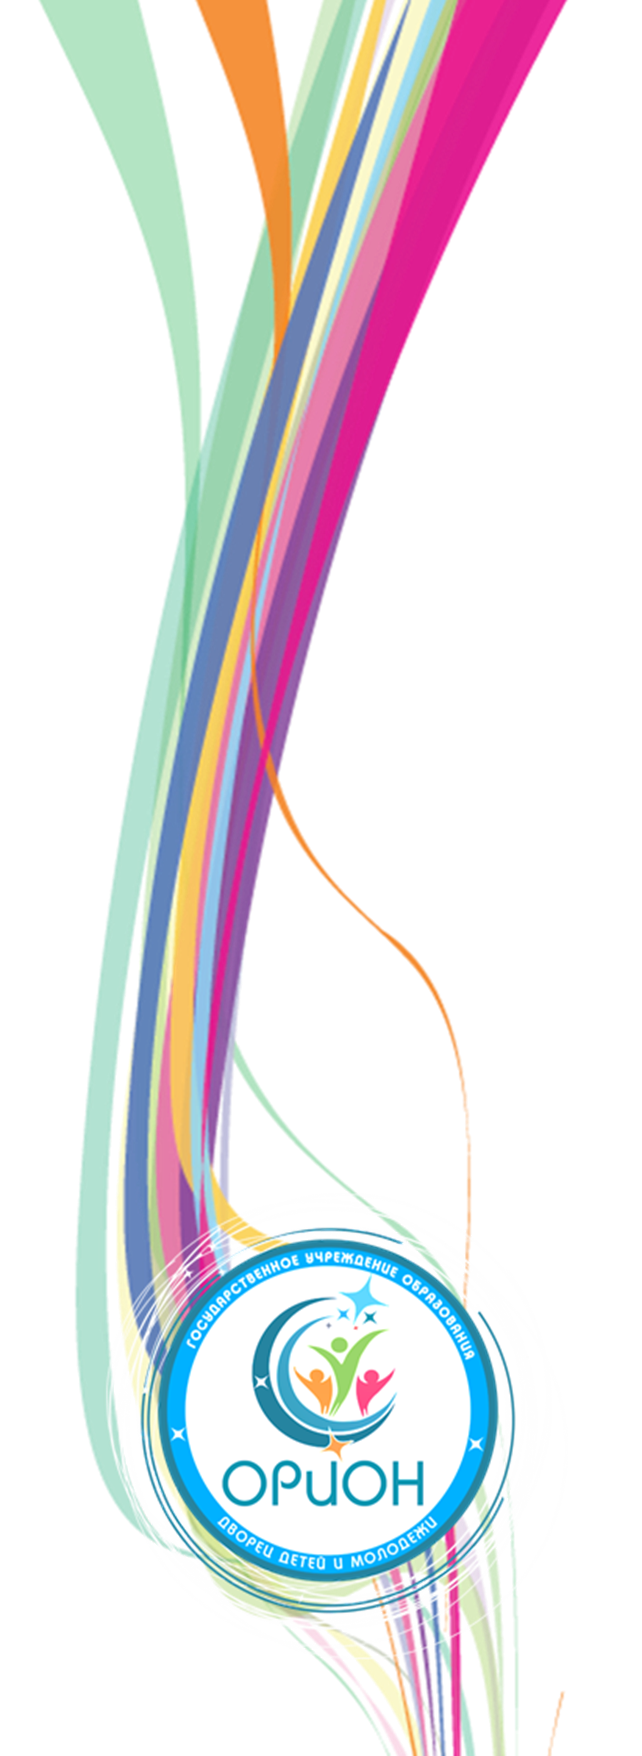 ГОСУДАРСТВЕННОЕ УЧРЕЖДЕНИЕ ОБРАЗОВАНИЯ
ОРИОН
ДВОРЕЦ ДЕТЕЙ И МОЛОДЕЖИ